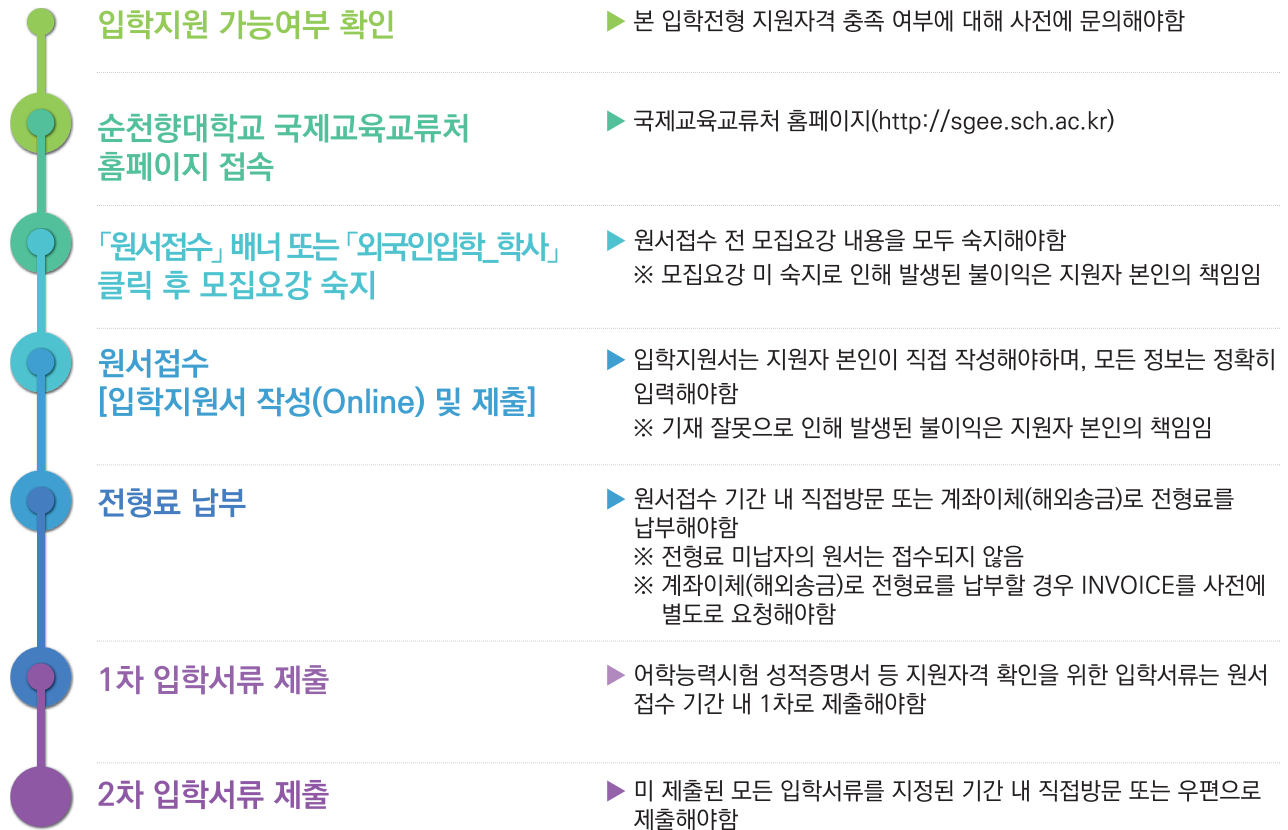 입학지원 가능여부 확인
▶ 본 입학전형 지원자격 충족 여부에 대해 사전에 문의해야함
순천향대학교 국제교육교류처
홈페이지 접속
▶ 국제교육교류처 홈페이지(http://sgee.sch.ac.kr)
「원서접수」 배너 또는 「외국인입학_학사」
클릭 후 모집요강 숙지
▶ 원서접수 전 모집요강 내용을 모두 숙지해야함
※ 모집요강 미 숙지로 인해 발생된 불이익은 지원자 본인의 책임임
원서접수
[입학지원서 작성(Online) 및 제출]
▶ 입학지원서는 지원자 본인이 직접 작성해야하며, 모든 정보는 정확히
입력해야함
※ 기재 잘못으로 인해 발생된 불이익은 지원자 본인의 책임임
전형료 납부
▶ 원서접수 기간 내 직접방문 또는 계좌이체(해외송금)로 전형료를
납부해야함
※ 전형료 미납자의 원서는 접수되지 않음
※ 계좌이체(해외송금)로 전형료를 납부할 경우 INVOICE를 사전에
별도로 요청해야함
1차 입학서류 제출
▶ 어학능력시험 성적증명서 등 지원자격 확인을 위한 입학서류는 원서
접수 기간 내 1차로 제출해야함
2차 입학서류 제출
▶ 미 제출된 모든 입학서류를 지정된 기간 내 직접방문 또는 우편으로
제출해야함